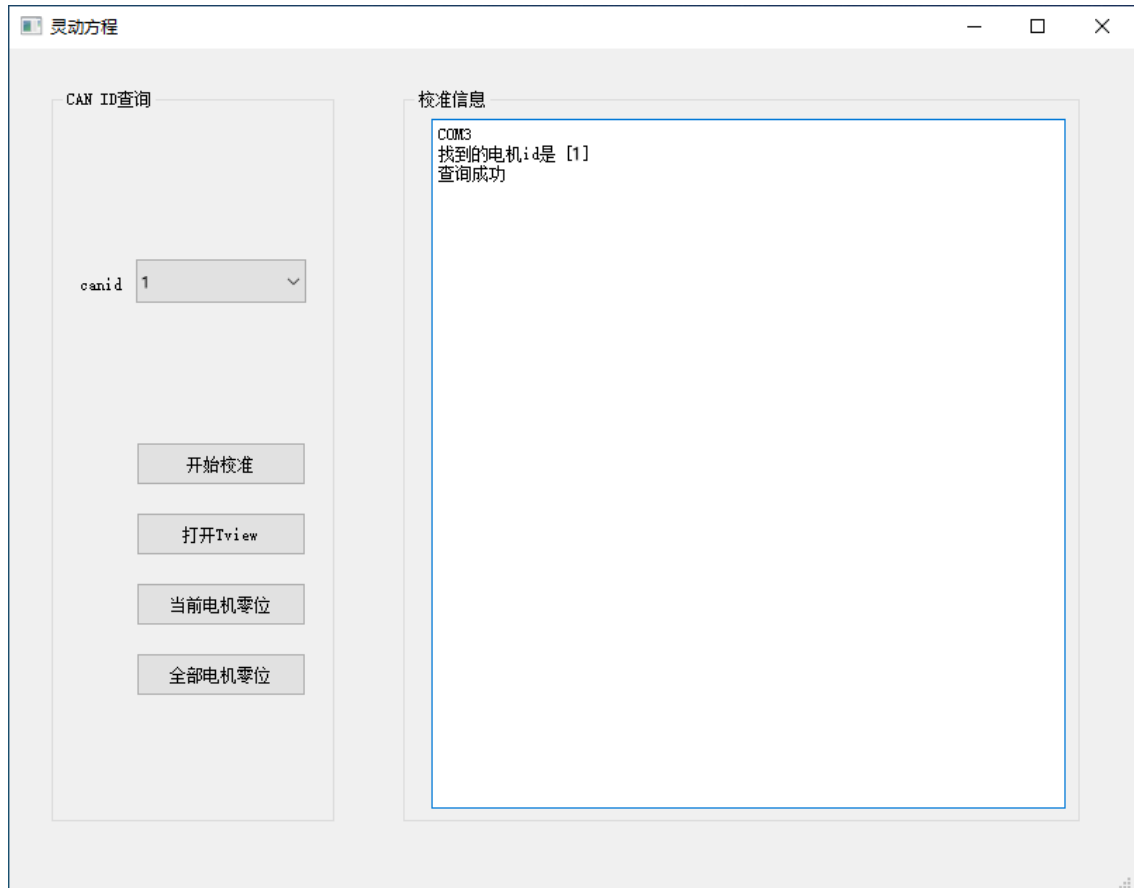 灵动方程
CAN ID查询
canid
1
开始校准
打开Tview
当前电机零位
全部电机零位
校准信息
COM3
找到的电机id是 [1]
查询成功